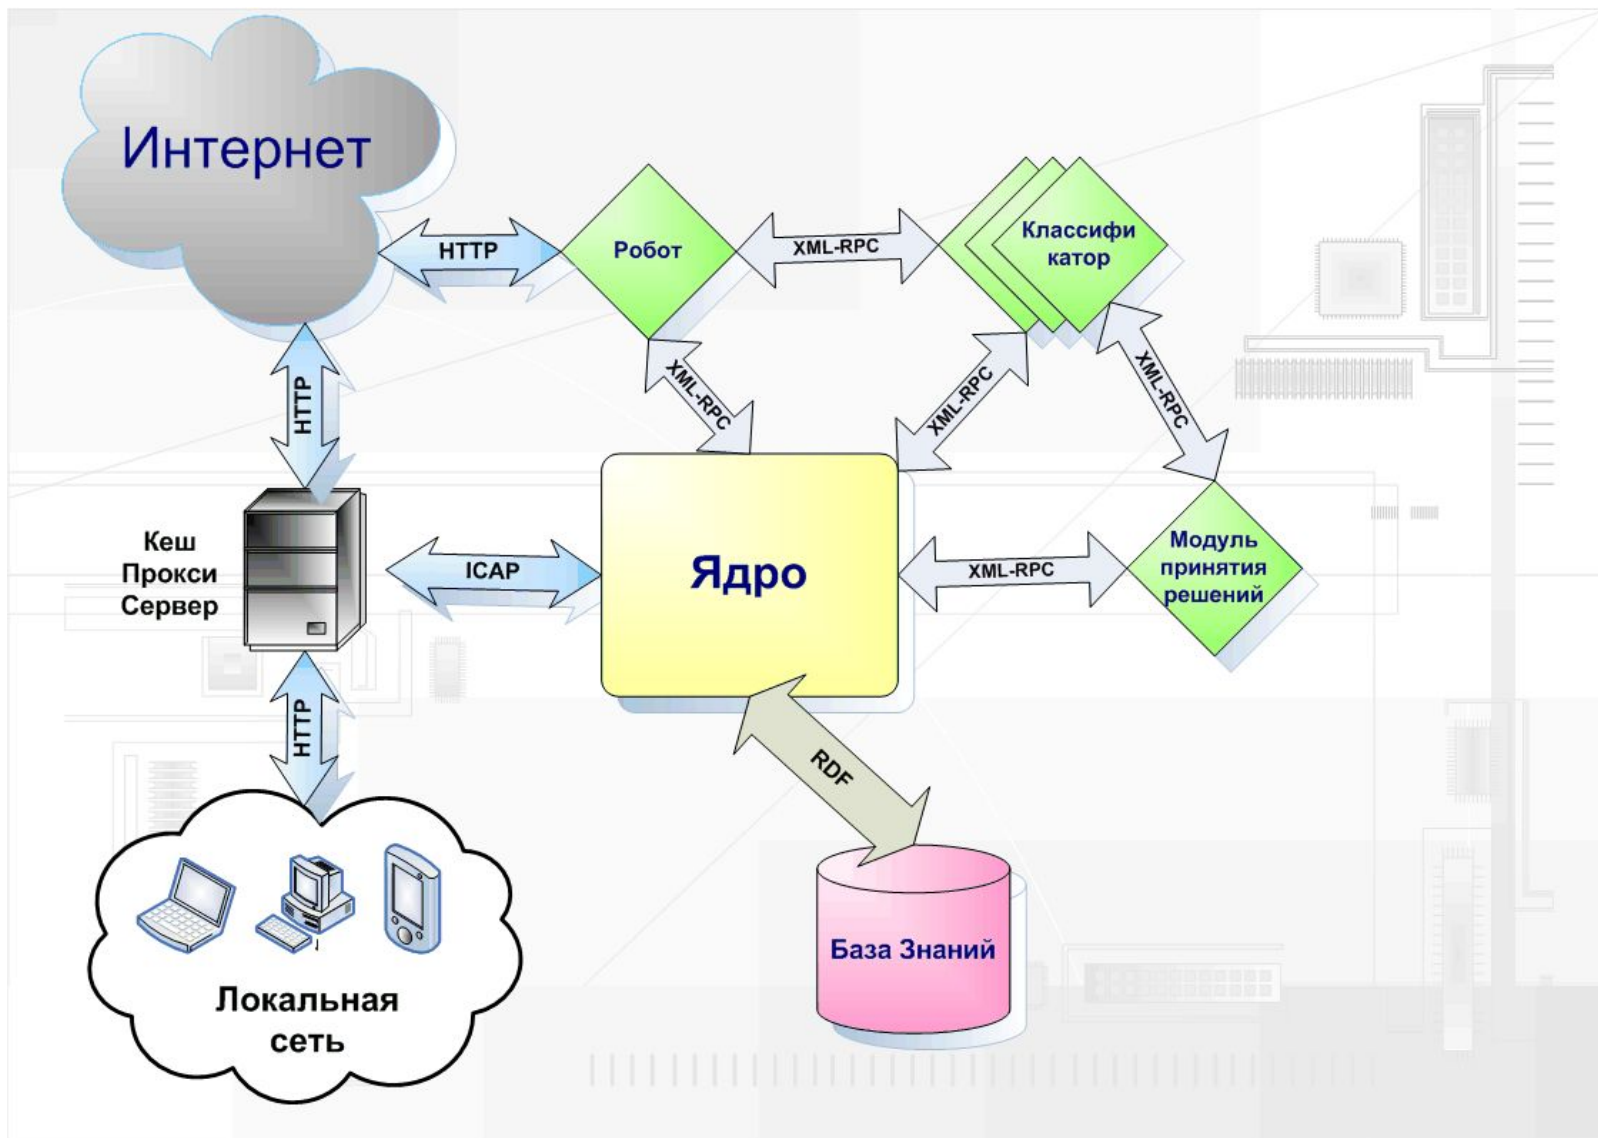 Интернет
HTTP
Робот
XML-RPC
Классифи
катор
HTTP
XML-RPC
XML-RPC
XML-RPC
Кеш
Прокси
Сервер
ICAP
Ядро
XML-RPC
Модуль
принятия
решений
HTTP
RDF
База Знаний
Локальная
сеть